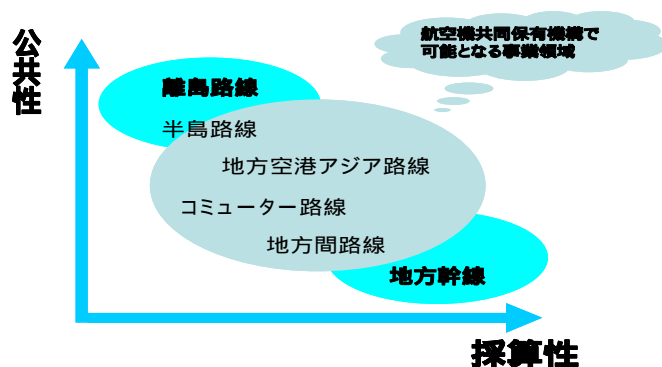 公共性
航空機共同保有機構で
可能となる事業領域
離島路線
半島路線
地方空港アジア路線
コミューター路線
地方間路線
地方幹線
採算性